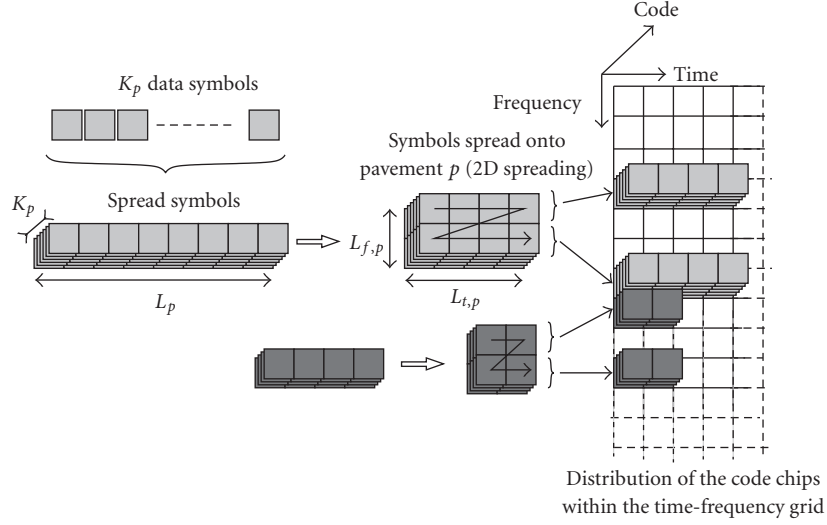 Code
Time
Frequency
K_p data symbols
Symbols spread onto
pavement p (2D spreading)
K_p
Spread symbols
L_{f,p}
L_p
L_{t,p}
Distribution of the code chips
within the time-frequency grid